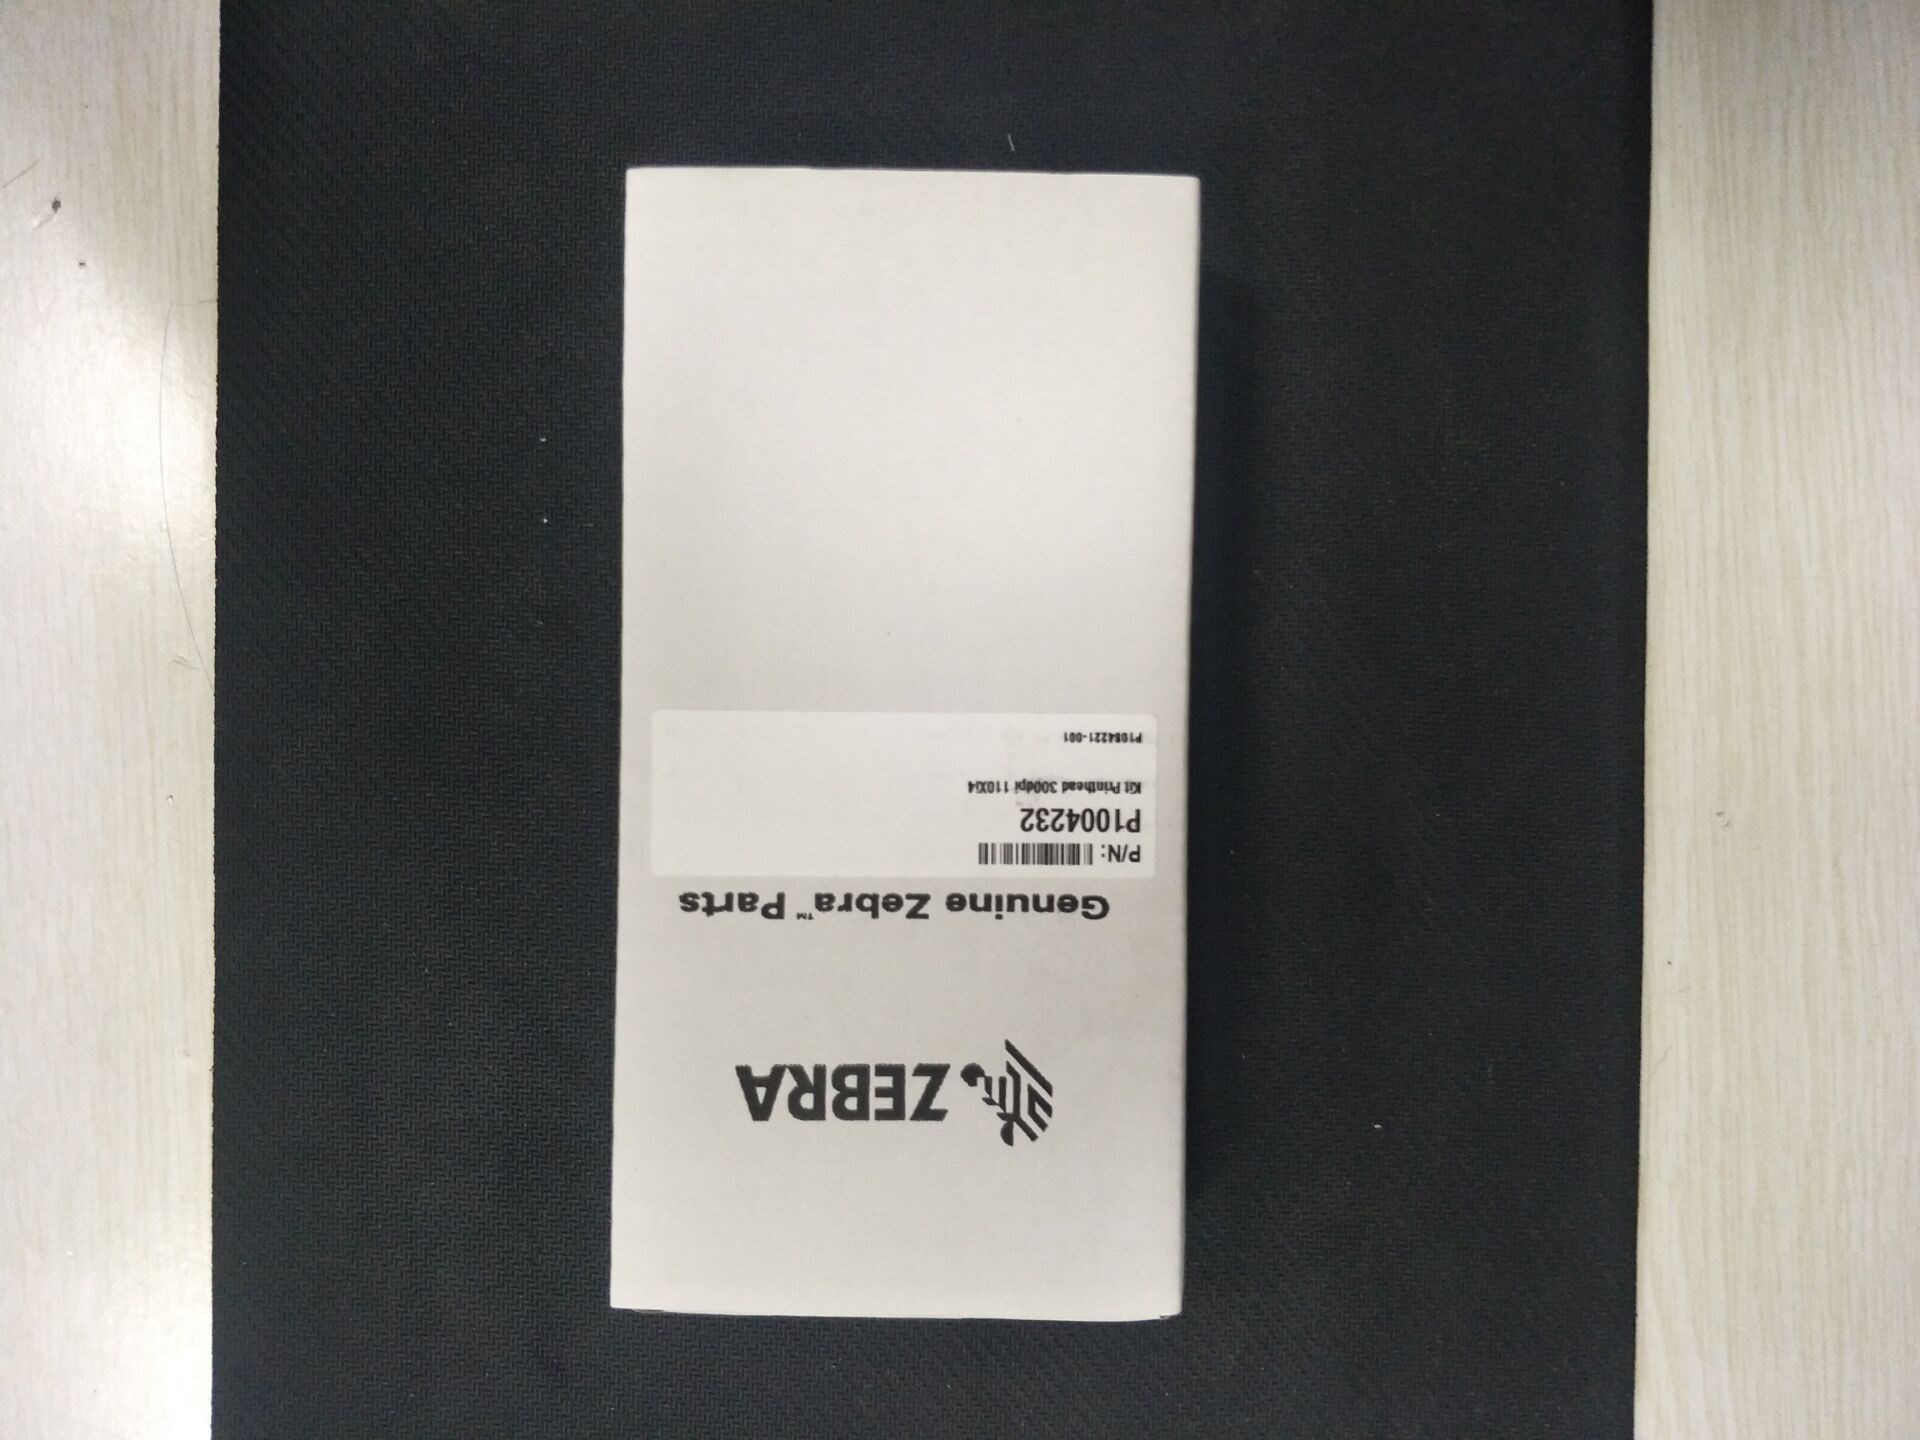 ZEBRA
Genuine Zebra™ Parts
P/N:
P1004232
Kit Printhead 300dpi 110Xi4
P1084221-001